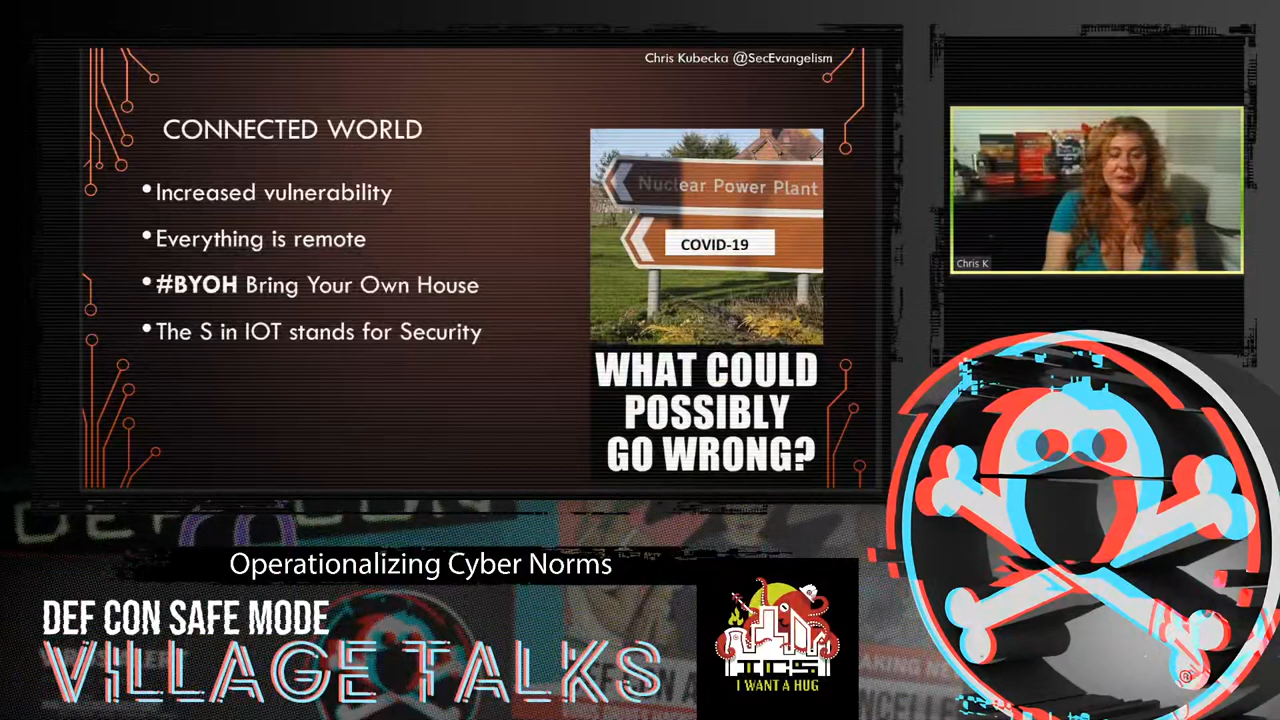 Chris Kubecka @SecEvangelism
CONNECTED WORLD
•Increased vulnerability
•Everything is remote
•#BYOH Bring Your Own House
•The S in IOT stands for Security
Nuclear Power Plant
COVID-19
WHAT COULD
POSSIBLY
GO WRONG?
Chris K
DEF CON
Operationalizing Cyber Norms
DEF CON SAFE MODE
VILLAGE TALKS
ICS
I WANT A HUG